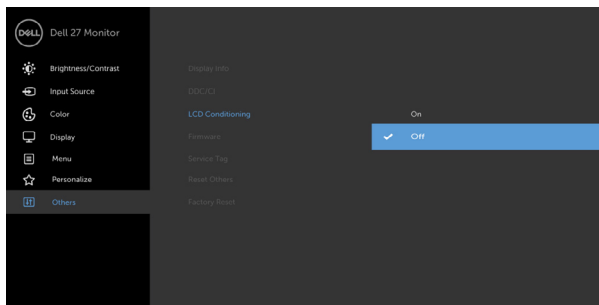 DELL Dell 27 Monitor
Brightness/Contrast
Input Source
Color
Display
Menu
Personalize
Others
Display Info
DDC/CI
LCD Conditioning
Firmware
Service Tag
Reset Others
Factory Reset
On
Off